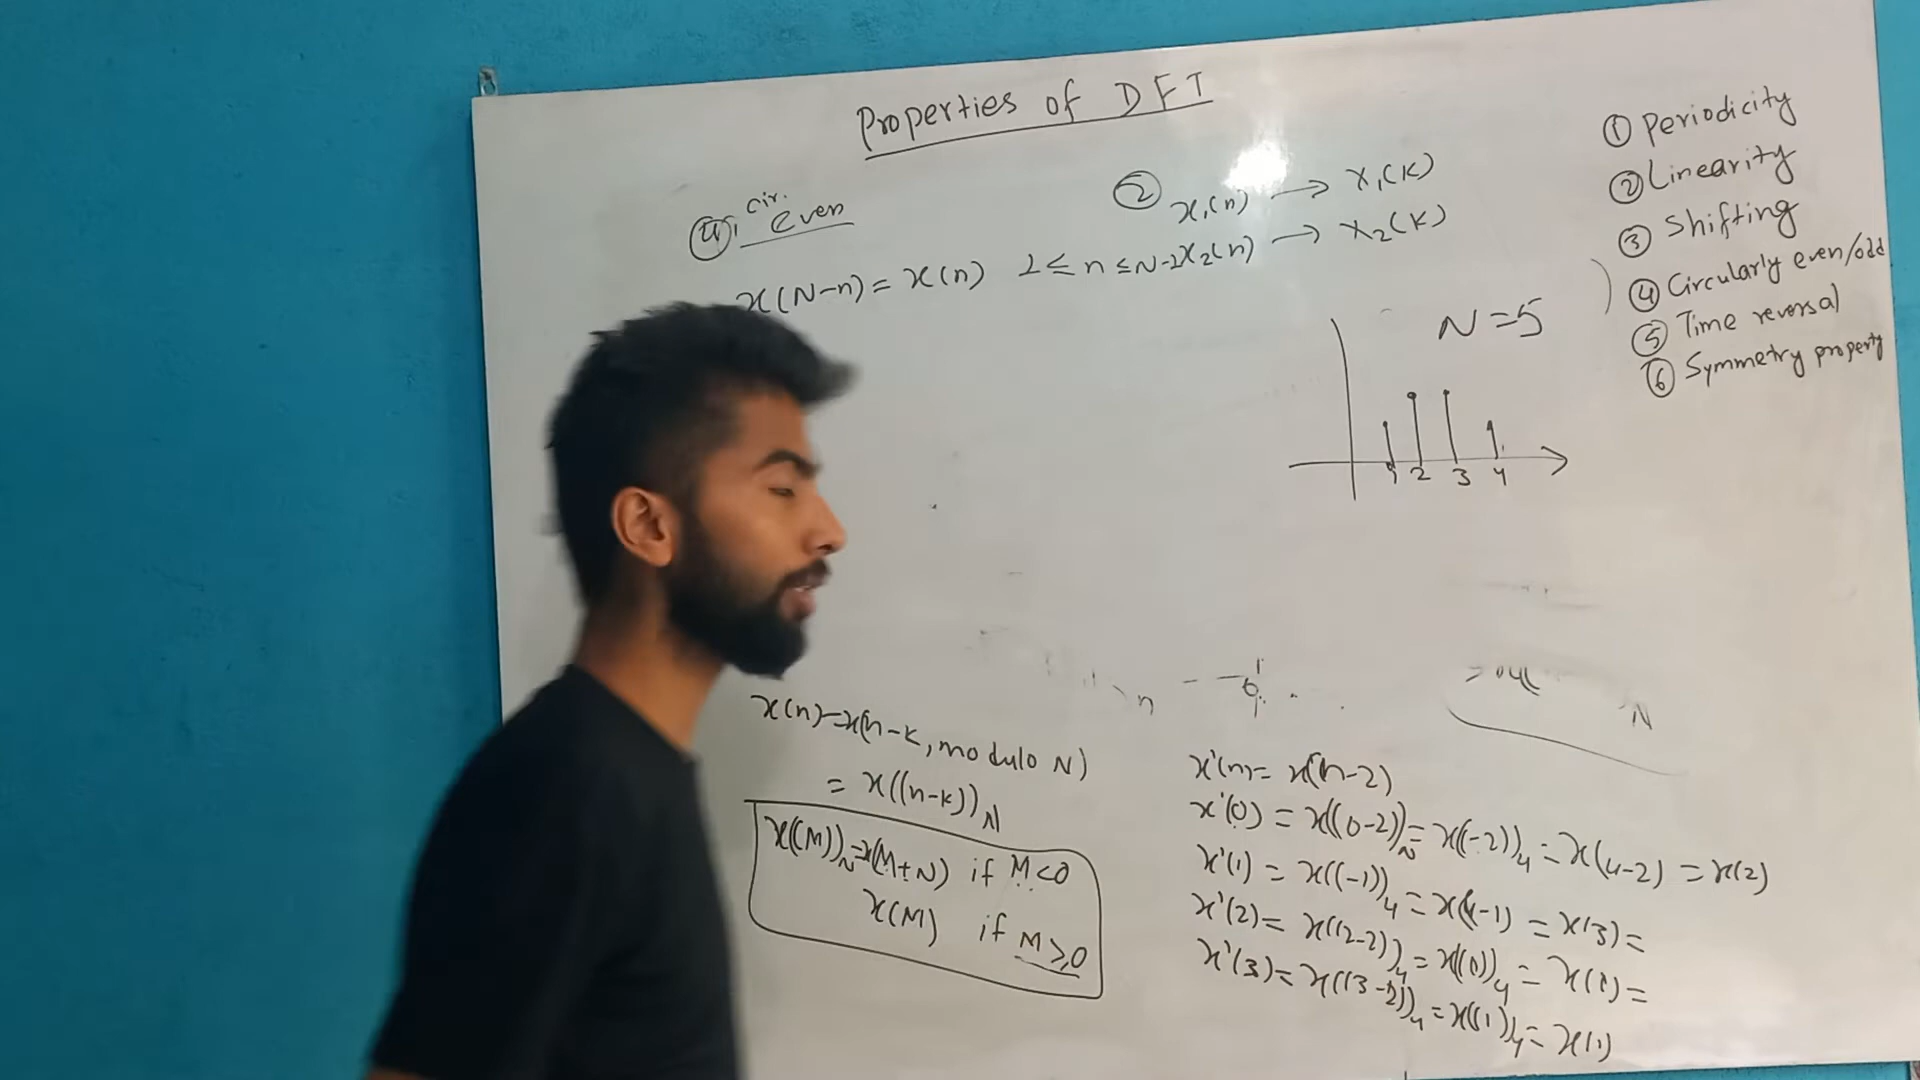 Properties of DFT
① Periodicity
② Linearity
③ Shifting
④ Circularly even/odd
⑤ Time reversal
⑥ Symmetry property
④ cir. Even
x(N-n) = x(n) 1 ≤ n ≤ N-1
② x₁(n) → X₁(K)
x₂(n) → X₂(K)
N = 5
1 2 3 4
x(n) = x(n-k, modulo N)
= x((n-k))N
x((M))N = x(M+N) if M<0
x(M) if M≥0
x'(n) = x(n-2)
x'(0) = x((0-2))N = x((-2))4 = x(4-2) = x(2)
x'(1) = x((-1))4 = x(4-1) = x(3) =
x'(2) = x((2-2))4 = x((0))4 =
x'(3) = x((3-2))4 = x((1))4 = x(1)